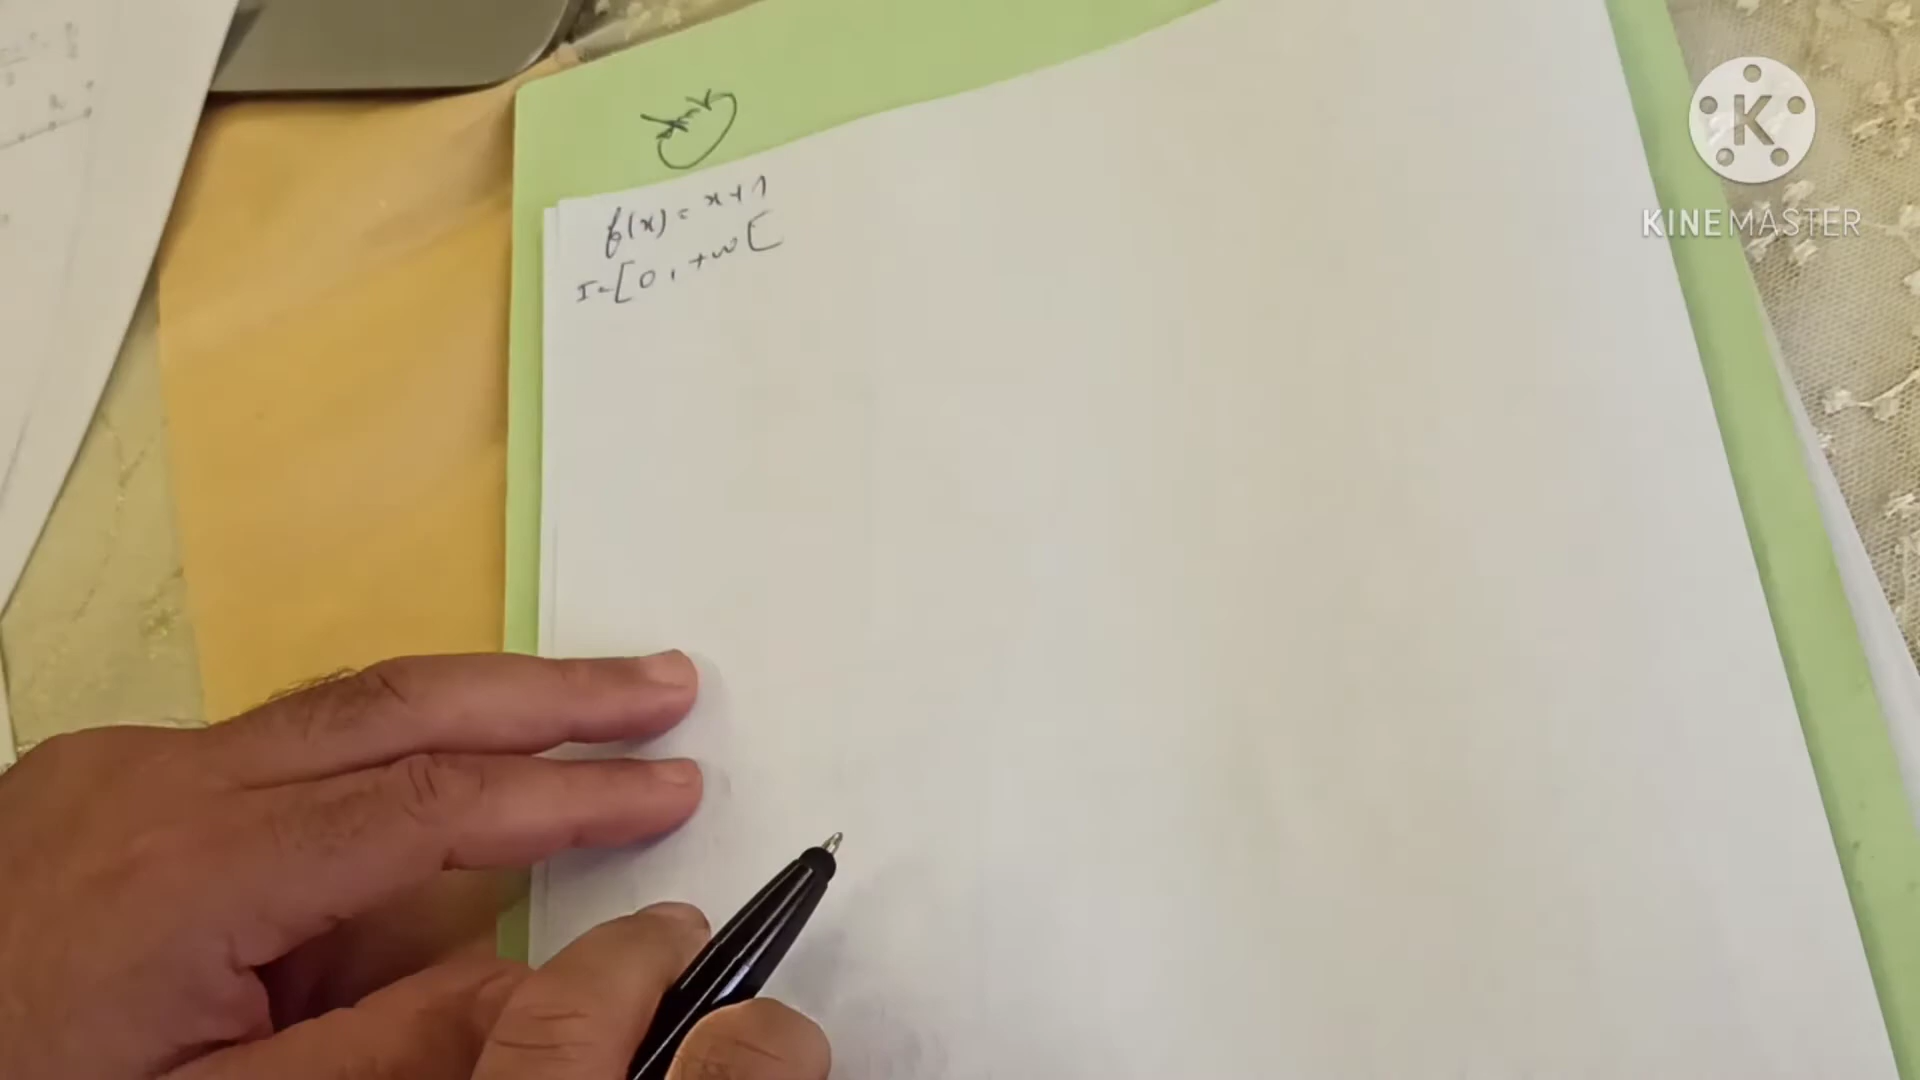 f(x) = x+1
I=[0, +∞[
K
KINEMASTER